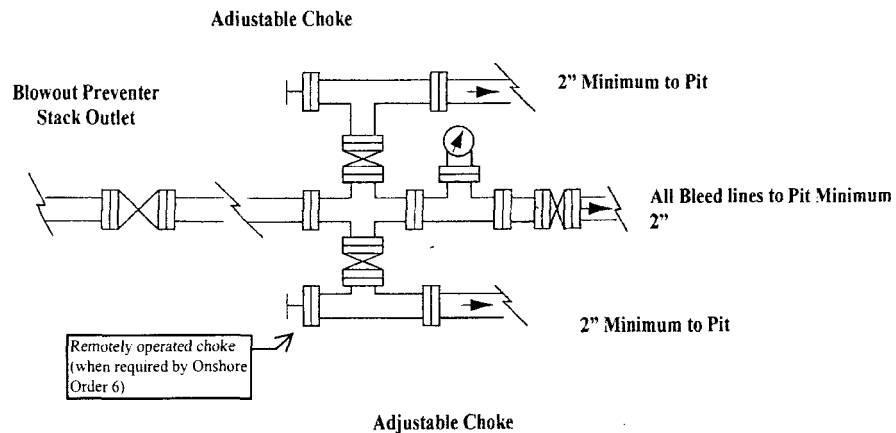 Adjustable Choke
2” Minimum to Pit
Blowout Preventer
Stack Outlet
All Bleed lines to Pit Minimum
2”
2” Minimum to Pit
Remotely operated choke
(when required by Onshore
Order 6)
Adjustable Choke